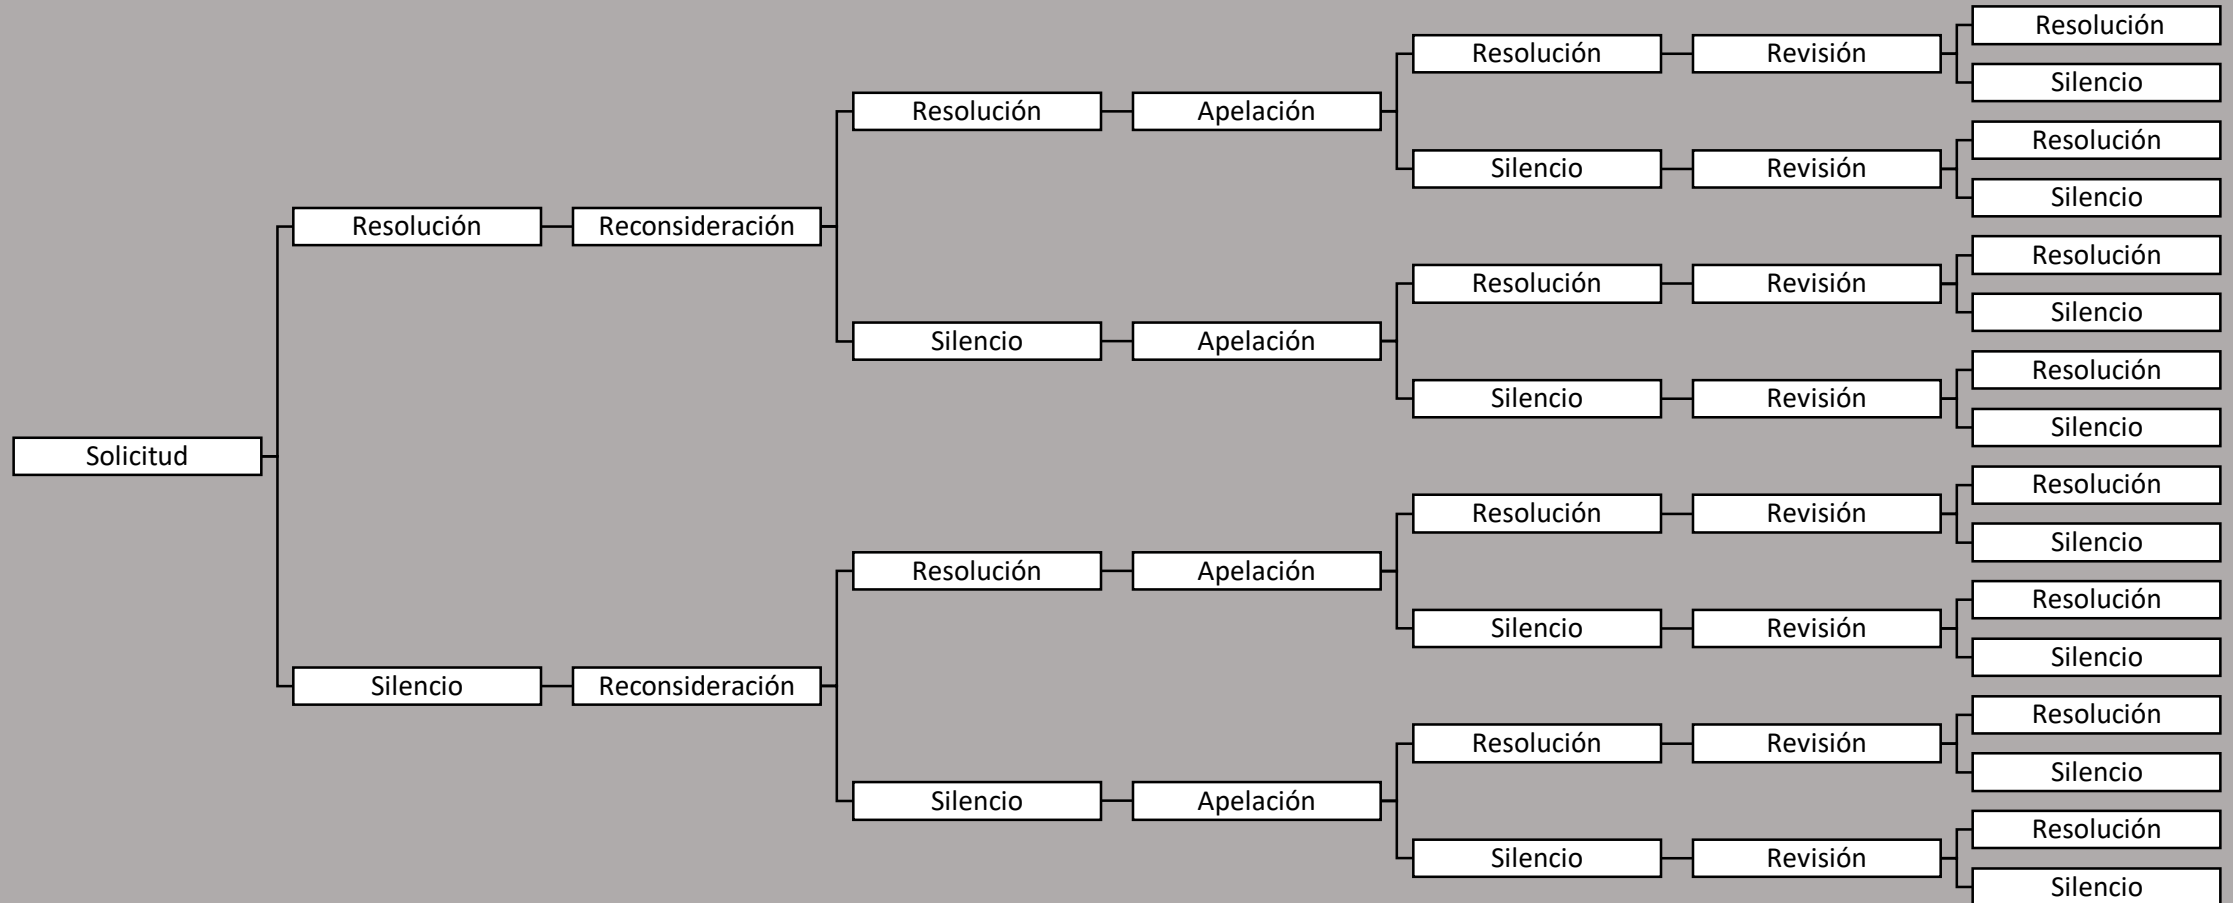 Solicitud
Resolución
Reconsideración
Resolución
Apelación
Resolución
Revisión
Resolución
Silencio
Silencio
Revisión
Resolución
Silencio
Silencio
Apelación
Resolución
Revisión
Resolución
Silencio
Silencio
Revisión
Resolución
Silencio
Silencio
Reconsideración
Resolución
Apelación
Resolución
Revisión
Resolución
Silencio
Silencio
Revisión
Resolución
Silencio
Silencio
Apelación
Resolución
Revisión
Resolución
Silencio
Silencio
Revisión
Resolución
Silencio